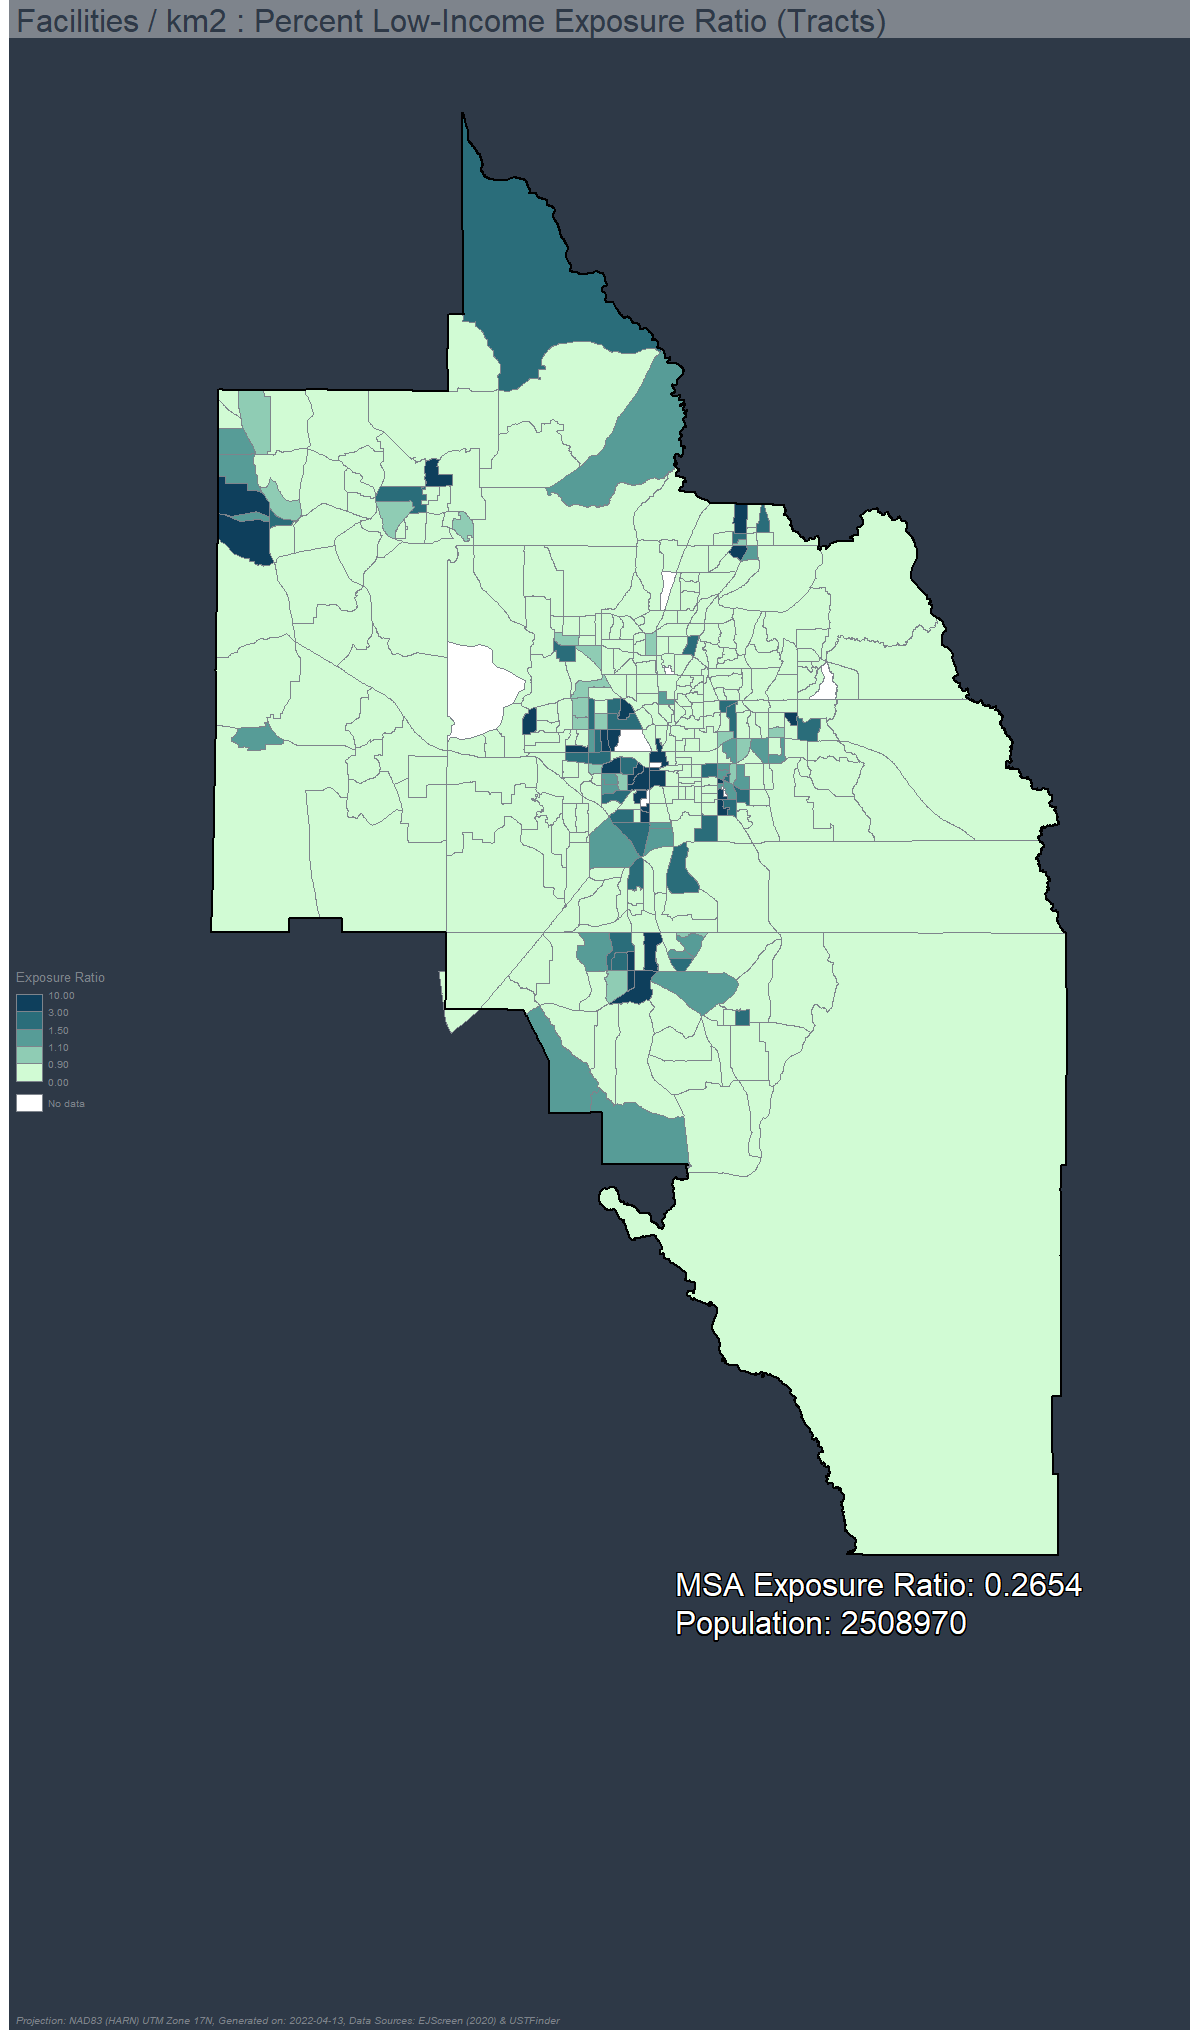 Facilities / km2 : Percent Low-Income Exposure Ratio (Tracts)
Exposure Ratio
10.00
3.00
1.50
1.10
0.90
0.00
No data
MSA Exposure Ratio: 0.2654
Population: 2508970
Projection: NAD83 (HARN) UTM Zone 17N, Generated on: 2022-04-13, Data Sources: EJScreen (2020) & USTFinder